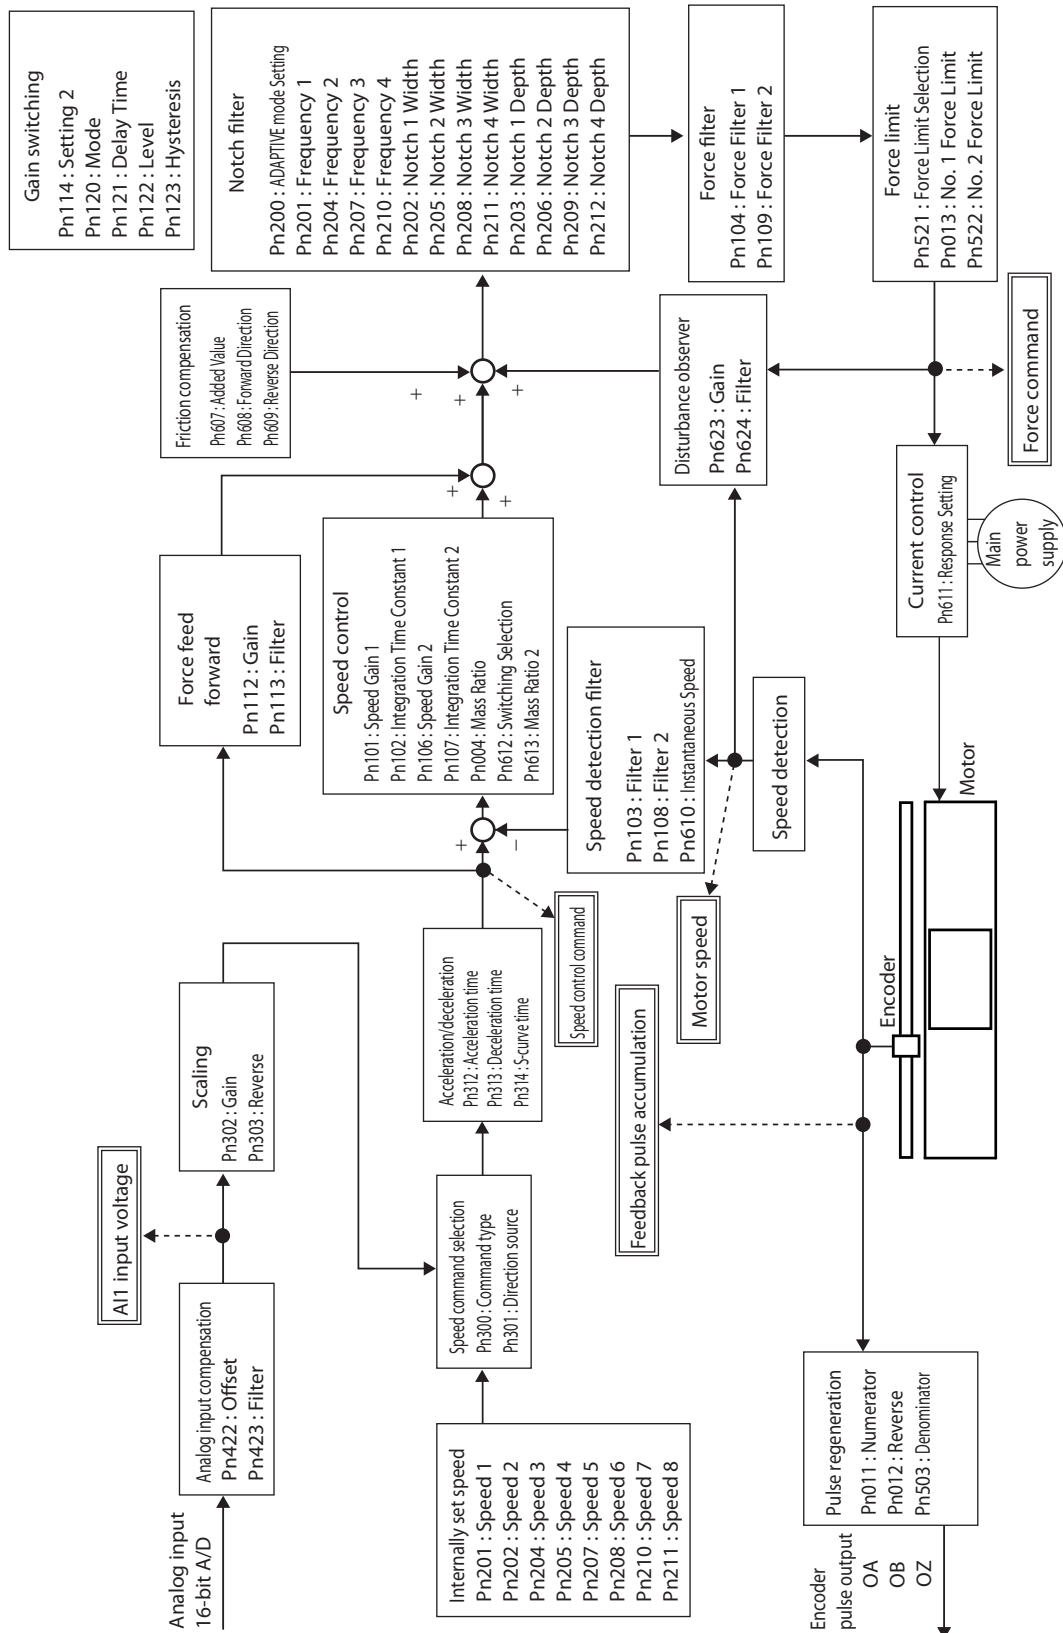 Analog input
16-bit A/D
Analog input compensation
Pn422 : Offset
Pn423 : Filter
AI1 input voltage
Scaling
Pn302 : Gain
Pn303 : Reverse
Internally set speed
Pn201 : Speed 1
Pn202 : Speed 2
Pn204 : Speed 3
Pn205 : Speed 4
Pn207 : Speed 5
Pn208 : Speed 6
Pn210 : Speed 7
Pn211 : Speed 8
Speed command selection
Pn300 : Command type
Pn301 : Direction source
Acceleration/deceleration
Pn312 : Acceleration time
Pn313 : Deceleration time
Pn314 : S-curve time
Speed control command
Force feed
forward
Pn112 : Gain
Pn113 : Filter
+
−
Speed control
Pn101 : Speed Gain 1
Pn102 : Integration Time Constant 1
Pn106 : Speed Gain 2
Pn107 : Integration Time Constant 2
Pn004 : Mass Ratio
Pn612 : Switching Selection
Pn613 : Mass Ratio 2
+
+
Friction compensation
Pn607 : Added Value
Pn608 : Forward Direction
Pn609 : Reverse Direction
+
+
+
Gain switching
Pn114 : Setting 2
Pn120 : Mode
Pn121 : Delay Time
Pn122 : Level
Pn123 : Hysteresis
Notch filter
Pn200 : ADAPTIVE mode Setting
Pn201 : Frequency 1
Pn204 : Frequency 2
Pn207 : Frequency 3
Pn210 : Frequency 4
Pn202 : Notch 1 Width
Pn205 : Notch 2 Width
Pn208 : Notch 3 Width
Pn211 : Notch 4 Width
Pn203 : Notch 1 Depth
Pn206 : Notch 2 Depth
Pn209 : Notch 3 Depth
Pn212 : Notch 4 Depth
Speed detection filter
Pn103 : Filter 1
Pn108 : Filter 2
Pn610 : Instantaneous Speed
Disturbance observer
Pn623 : Gain
Pn624 : Filter
Force filter
Pn104 : Force Filter 1
Pn109 : Force Filter 2
Feedback pulse accumulation
Motor speed
Speed detection
Force limit
Pn521 : Force Limit Selection
Pn013 : No. 1 Force Limit
Pn522 : No. 2 Force Limit
Encoder
pulse output
OA
OB
OZ
Pulse regeneration
Pn011 : Numerator
Pn012 : Reverse
Pn503 : Denominator
Encoder
Motor
Current control
Pn611 : Response Setting
Main
power
supply
Force command